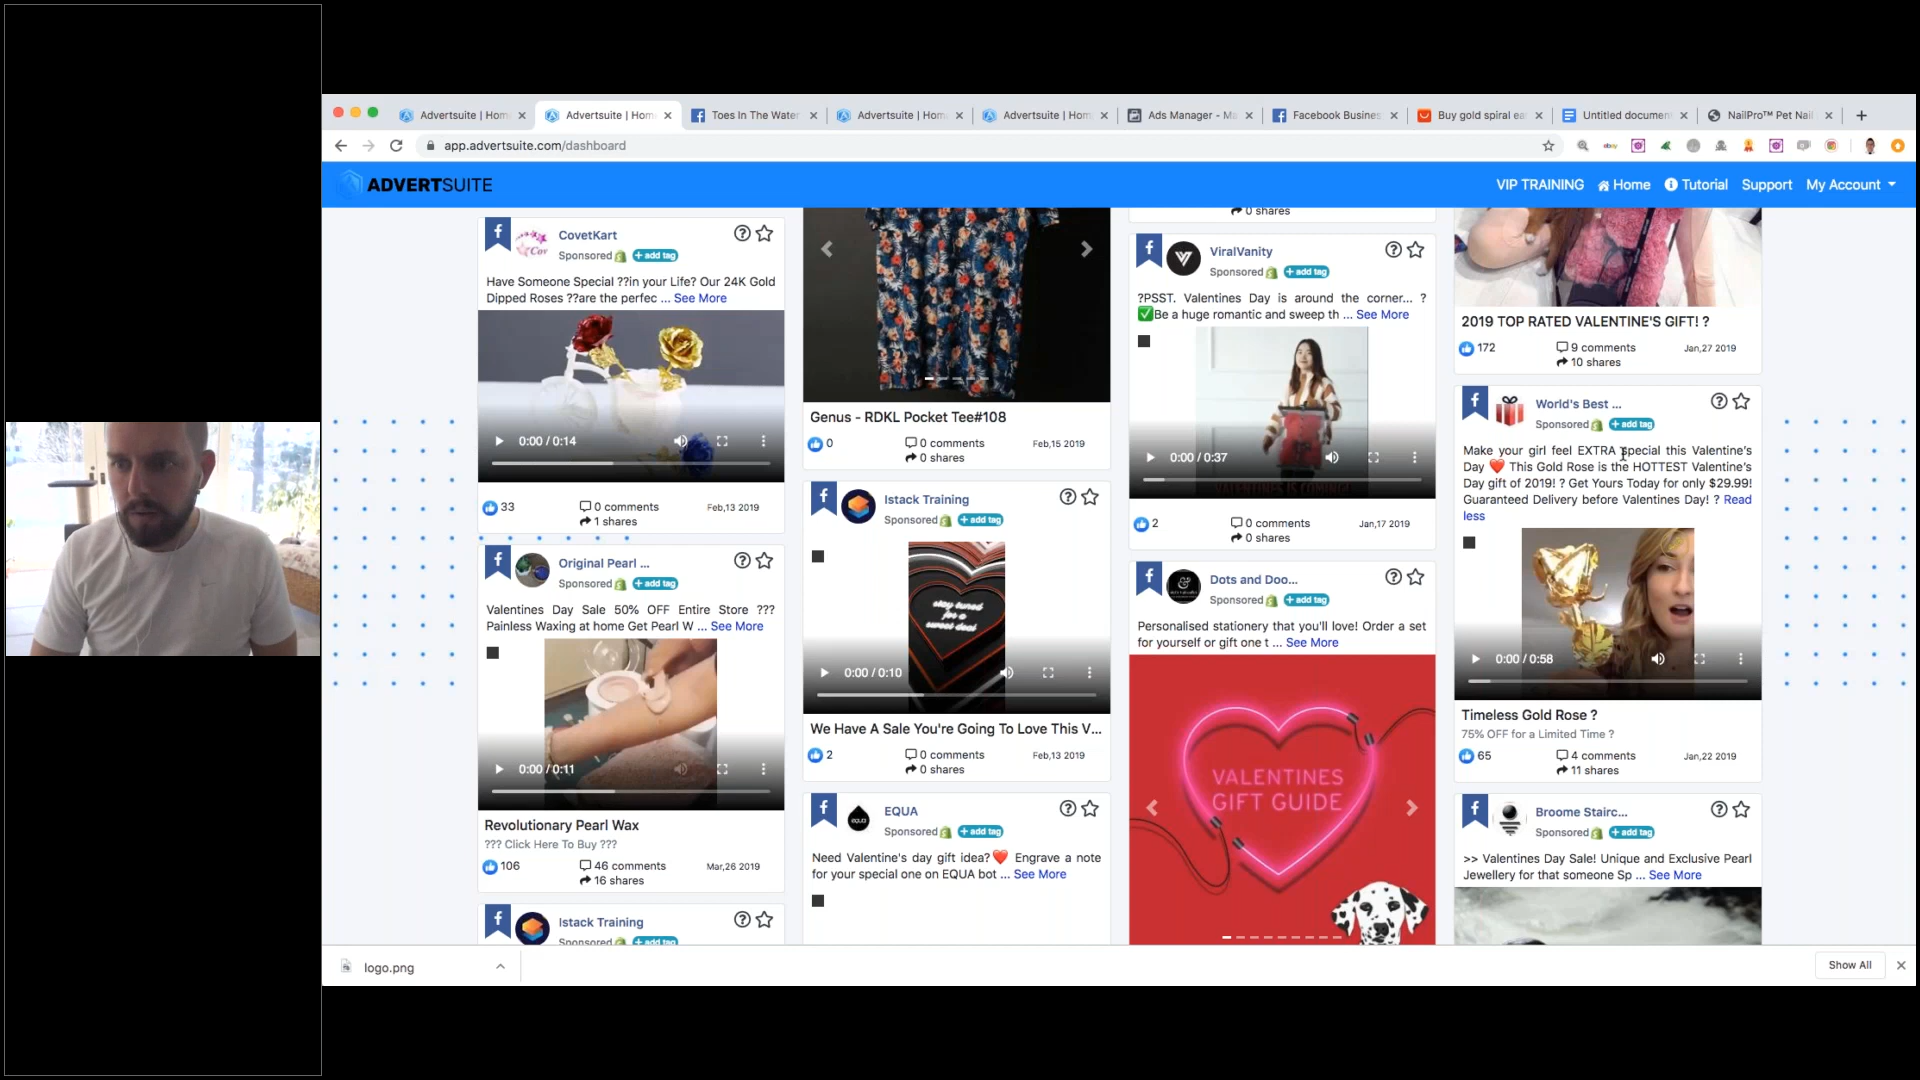 Advertsuite | Hom
Advertsuite | Hom
Toes In The Water
Advertsuite | Hom
Advertsuite | Hom
Ads Manager - Ma
Facebook Busines
Buy gold spiral ea
Untitled documen
NailPro™ Pet Nail
app.advertsuite.com/dashboard
ADVERTSUITE
VIP TRAINING
Home
Tutorial
Support
My Account
CovetKart
Sponsored
+ add tag
Have Someone Special ??in your Life? Our 24K Gold
Dipped Roses ??are the perfec ... See More
0:00 / 0:14
33
0 comments
1 shares
Feb,13 2019
Original Pearl ...
Sponsored
+ add tag
Valentines Day Sale 50% OFF Entire Store ???
Painless Waxing at home Get Pearl W ... See More
0:00 / 0:11
Revolutionary Pearl Wax
??? Click Here To Buy ???
106
46 comments
16 shares
Mar,26 2019
Istack Training
Sponsored
+ add tag
Genus - RDKL Pocket Tee#108
0
0 comments
0 shares
Feb,15 2019
Istack Training
Sponsored
+ add tag
stay tuned
for a
sweet deal
0:00 / 0:10
We Have A Sale You're Going To Love This V...
2
0 comments
0 shares
Feb,13 2019
EQUA
Sponsored
+ add tag
Need Valentine's day gift idea?❤️ Engrave a note
for your special one on EQUA bot ... See More
0 shares
ViralVanity
Sponsored
+ add tag
?PSST. Valentines Day is around the corner... ?
✅Be a huge romantic and sweep th ... See More
0:00 / 0:37
2
0 comments
0 shares
Jan,17 2019
Dots and Doo...
Sponsored
+ add tag
Personalised stationery that you'll love! Order a set
for yourself or gift one t ... See More
VALENTINES
GIFT GUIDE
2019 TOP RATED VALENTINE'S GIFT! ?
172
9 comments
10 shares
Jan,27 2019
World's Best ...
Sponsored
+ add tag
Make your girl feel EXTRA special this Valentine's
Day ❤️ This Gold Rose is the HOTTEST Valentine's
Day gift of 2019! ? Get Yours Today for only $29.99!
Guaranteed Delivery before Valentines Day! ? Read
less
0:00 / 0:58
Timeless Gold Rose ?
75% OFF for a Limited Time ?
65
4 comments
11 shares
Jan,22 2019
Broome Stairc...
Sponsored
+ add tag
>> Valentines Day Sale! Unique and Exclusive Pearl
Jewellery for that someone Sp ... See More
logo.png
Show All